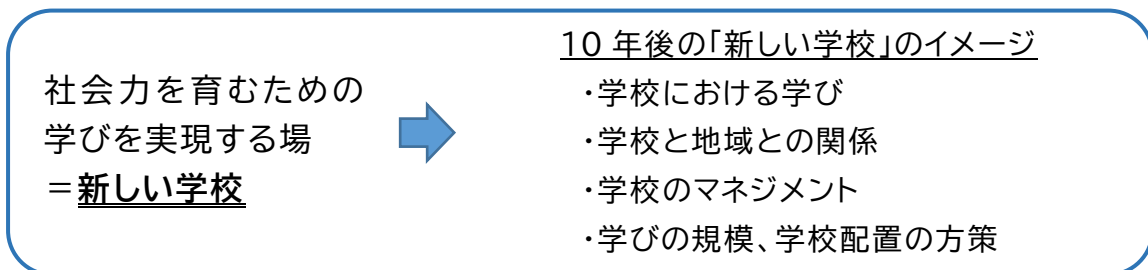 社会力を育むための
学びを実現する場
＝新しい学校
10 年後の「新しい学校」のイメージ
・学校における学び
・学校と地域との関係
・学校のマネジメント
・学びの規模、学校配置の方策